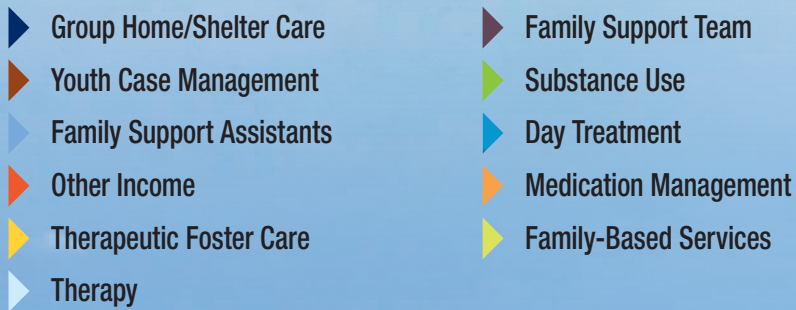 Group Home/Shelter Care
Youth Case Management
Family Support Assistants
Other Income
Therapeutic Foster Care
Therapy
Family Support Team
Substance Use
Day Treatment
Medication Management
Family-Based Services